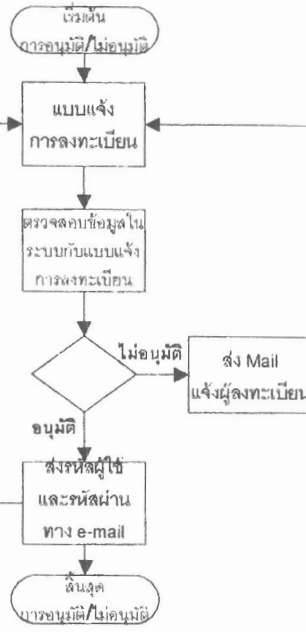 เริ่มต้น
การอนุมัติ/ไม่อนุมัติ
แบบแจ้ง
การลงทะเบียน
ตรวจสอบข้อมูลใน
ระบบกับแบบแจ้ง
การลงทะเบียน
ไม่อนุมัติ
ส่ง Mail
แจ้งผู้ลงทะเบียน
อนุมัติ
ส่งรหัสผู้ใช้
และรหัสผ่าน
ทาง e-mail
สิ้นสุด
การอนุมัติ/ไม่อนุมัติ